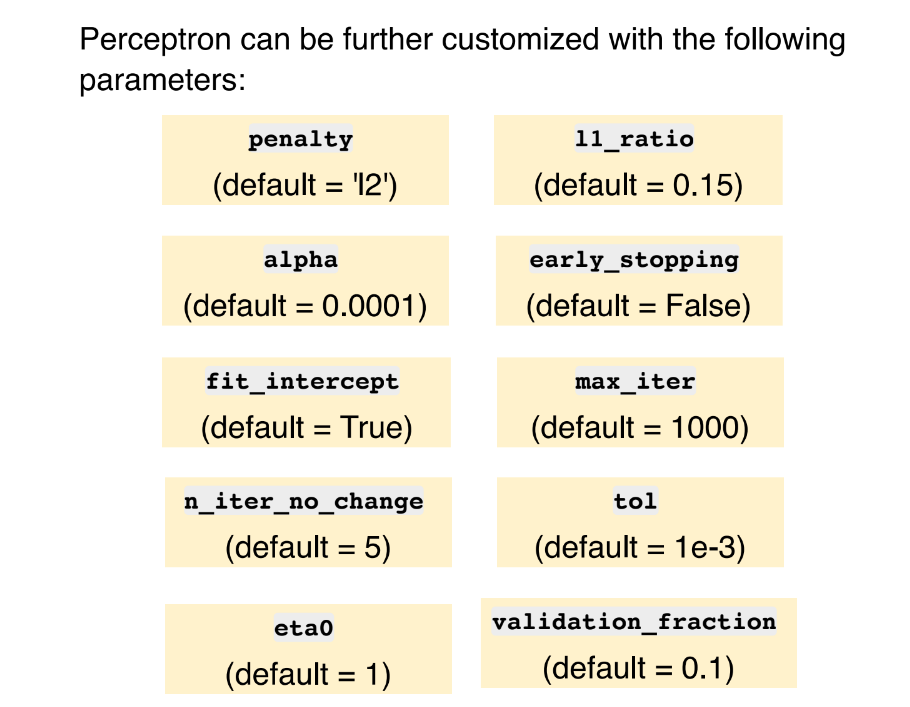 Perceptron can be further customized with the following
parameters:
penalty
(default = 'l2')
l1_ratio
(default = 0.15)
alpha
(default = 0.0001)
early_stopping
(default = False)
fit_intercept
(default = True)
max_iter
(default = 1000)
n_iter_no_change
(default = 5)
tol
(default = 1e-3)
eta0
(default = 1)
validation_fraction
(default = 0.1)